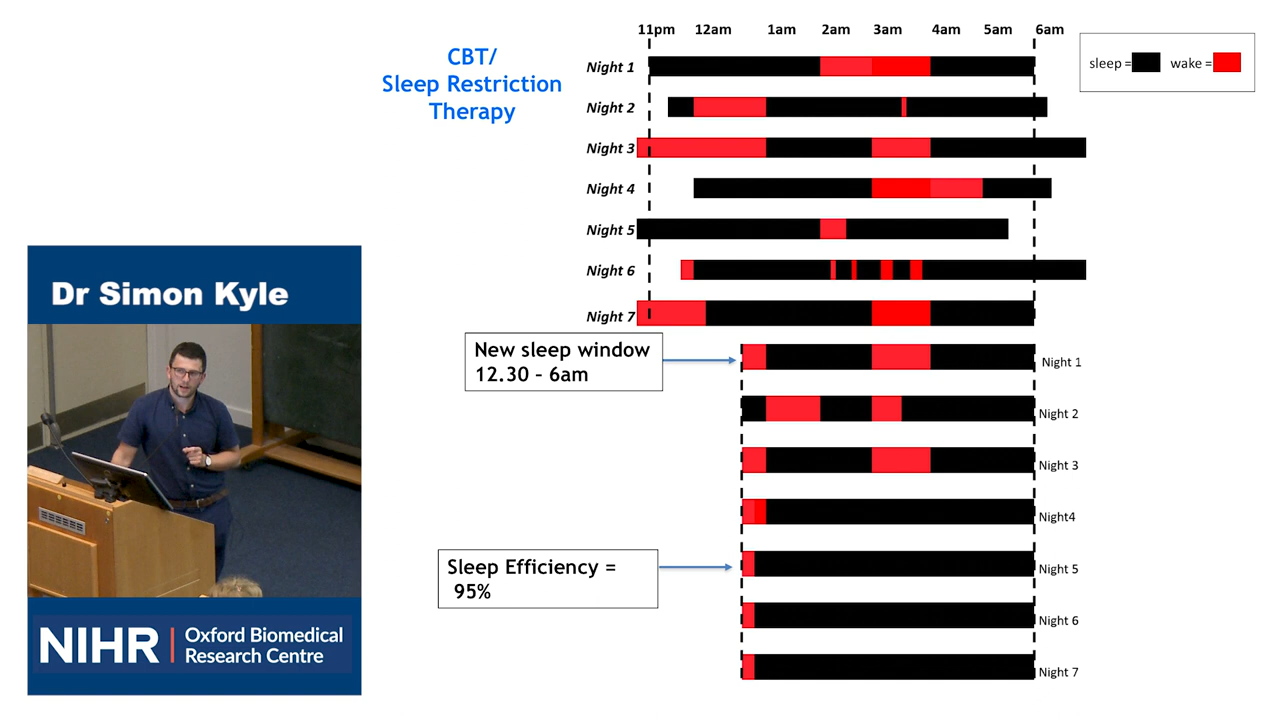 11pm 12am 1am 2am 3am 4am 5am 6am
CBT/
Sleep Restriction
Therapy
sleep = wake =
Night 1
Night 2
Night 3
Night 4
Night 5
Night 6
Night 7
New sleep window
12.30 - 6am
Night 1
Night 2
Night 3
Night4
Sleep Efficiency =
95%
Night 5
Night 6
Night 7
Dr Simon Kyle
NIHR | Oxford Biomedical
Research Centre